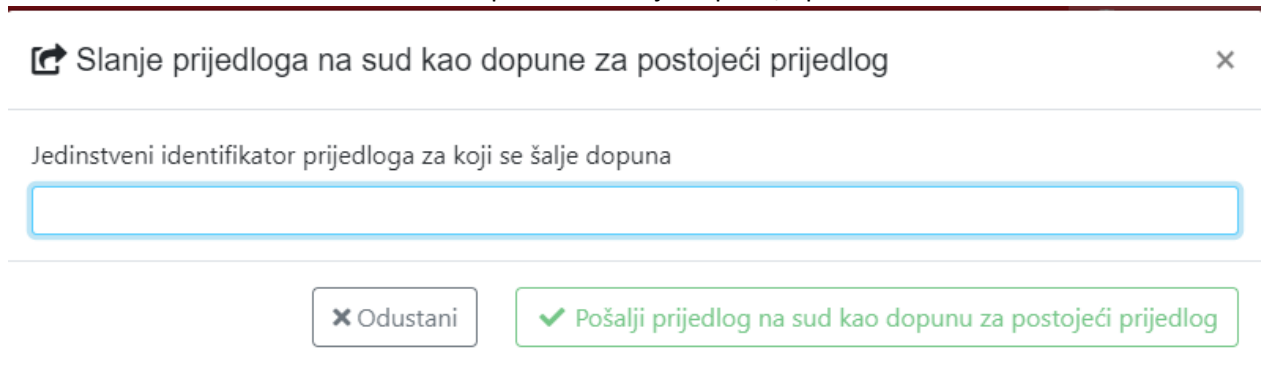 Slanje prijedloga na sud kao dopune za postojeći prijedlog
Jedinstveni identifikator prijedloga za koji se šalje dopuna
Odustani
Pošalji prijedlog na sud kao dopunu za postojeći prijedlog